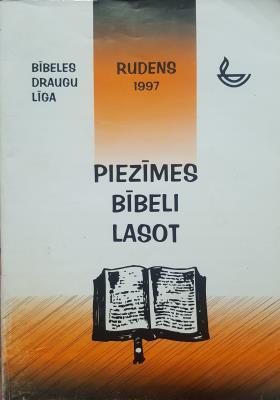 BĪBELES
DRAUGU
LĪGA
RUDENS
1997
PIEZĪMES
BĪBELI
LASOT